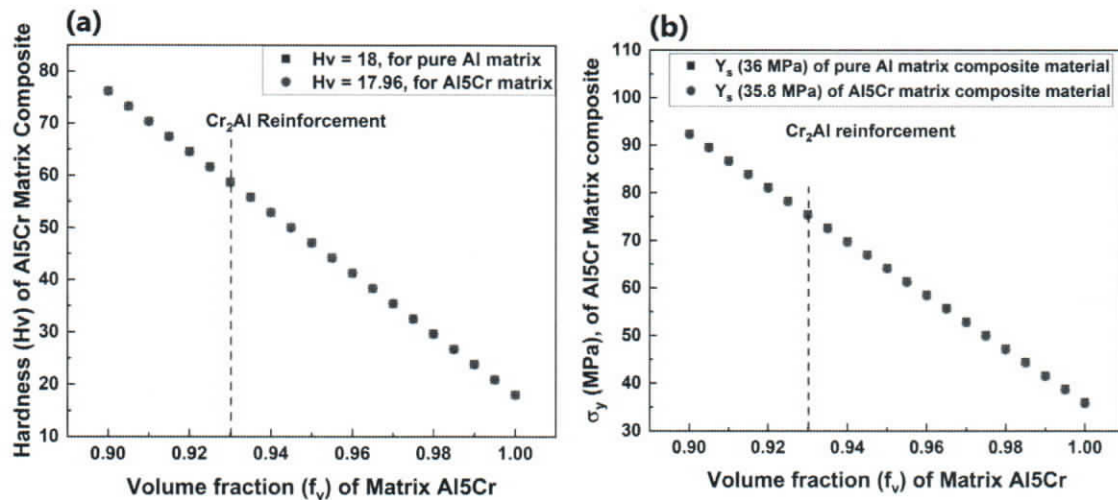 (a)
Hv = 18, for pure Al matrix
Hv = 17.96, for Al5Cr matrix
Cr₂Al Reinforcement
Hardness (Hv) of Al5Cr Matrix Composite
80
70
60
50
40
30
20
10
0.90 0.92 0.94 0.96 0.98 1.00
Volume fraction (fᵥ) of Matrix Al5Cr
(b)
Yₛ (36 MPa) of pure Al matrix composite material
Yₛ (35.8 MPa) of Al5Cr matrix composite material
Cr₂Al reinforcement
σy (MPa), of Al5Cr Matrix composite
110
100
90
80
70
60
50
40
30
0.90 0.92 0.94 0.96 0.98 1.00
Volume fraction (fᵥ) of Matrix Al5Cr